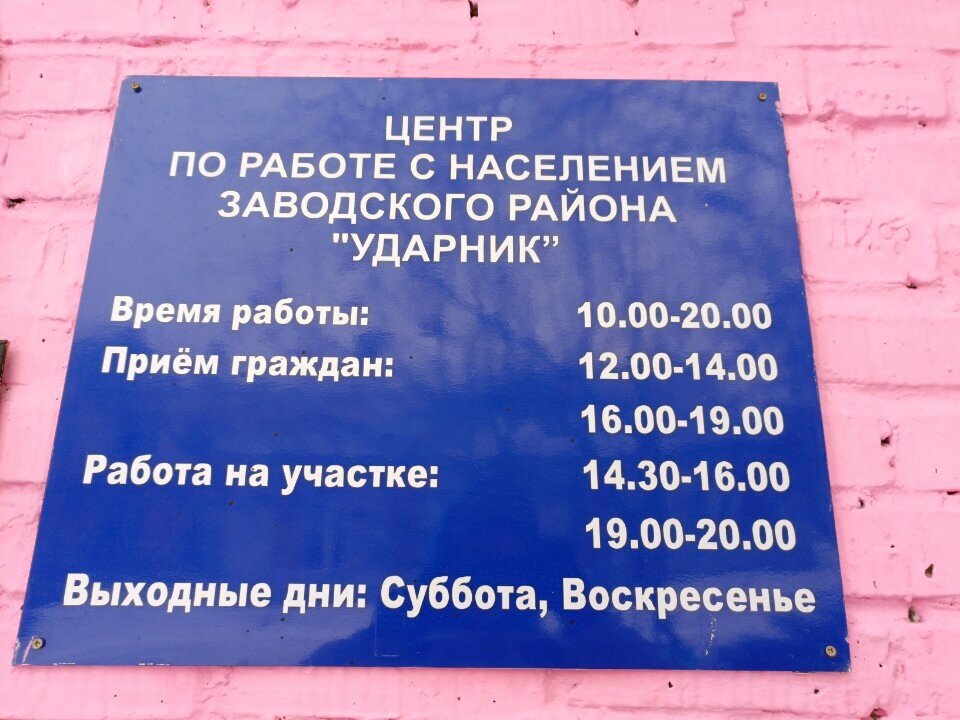 ЦЕНТР
ПО РАБОТЕ С НАСЕЛЕНИЕМ
ЗАВОДСКОГО РАЙОНА
"УДАРНИК”
Время работы: 10.00-20.00
Приём граждан: 12.00-14.00
16.00-19.00
Работа на участке: 14.30-16.00
19.00-20.00
Выходные дни: Суббота, Воскресенье